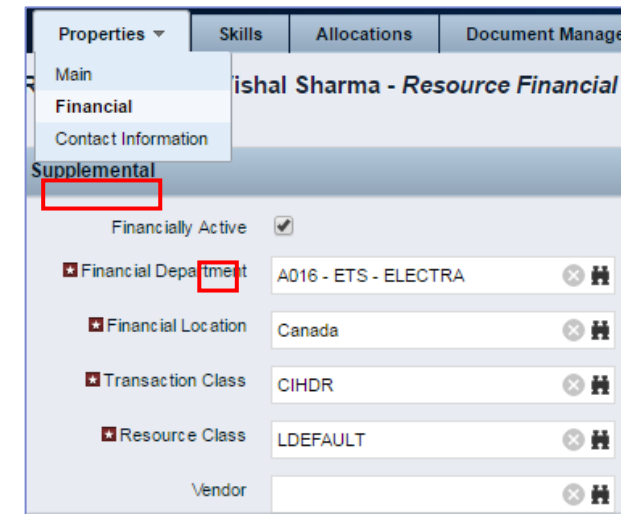 Properties Skills Allocations Document Manage
Main
ishal Sharma - Resource Financial
Financial
Contact Information
Supplemental
Financially Active
Financial Department A016 - ETS - ELECTRA
Financial Location Canada
Transaction Class CIHDR
Resource Class LDEFAULT
Vendor